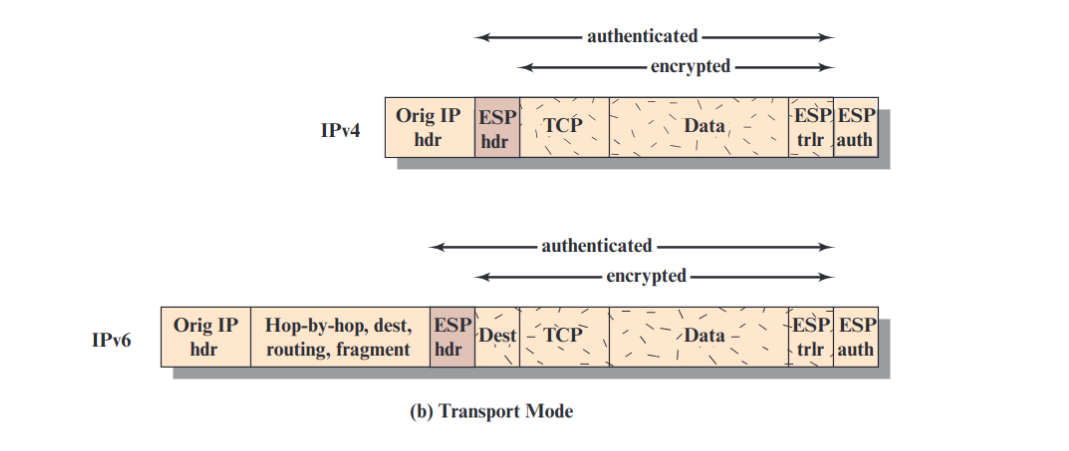 authenticated
encrypted
IPv4
Orig IP hdr
ESP hdr
TCP
Data
ESP trlr
ESP auth
authenticated
encrypted
IPv6
Orig IP hdr
Hop-by-hop, dest,
routing, fragment
ESP hdr
Dest
TCP
Data
ESP trlr
ESP auth
(b) Transport Mode